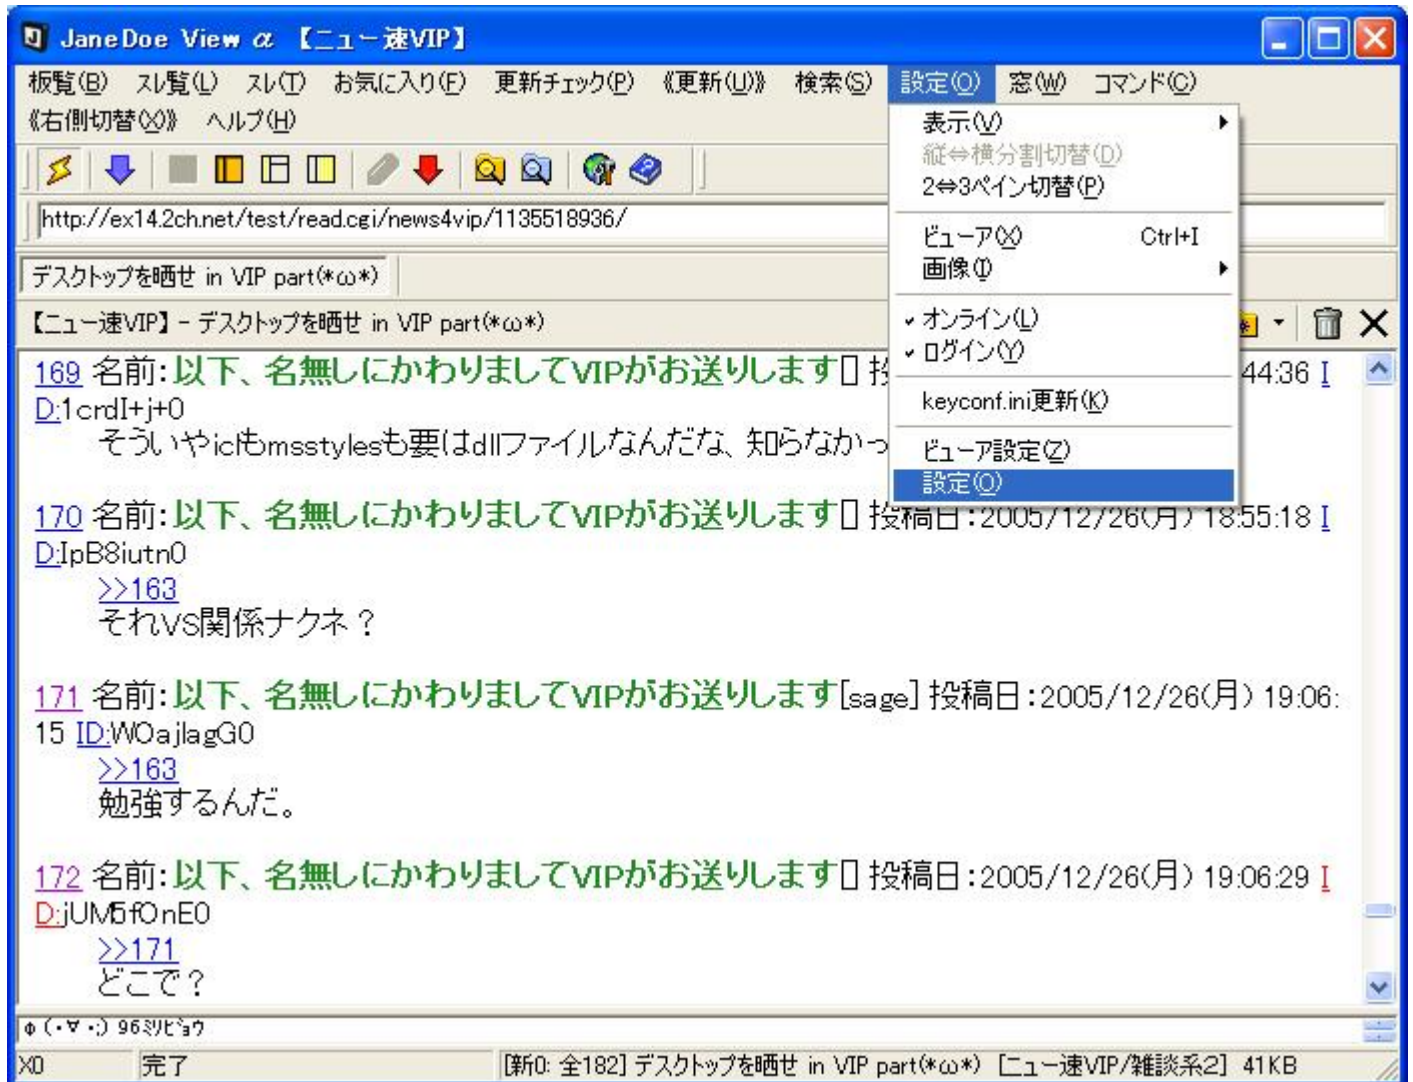 JaneDoe View α 【ニュー速VIP】
板覧(B) スレ覧(L) スレ(T) お気に入り(F) 更新チェック(P) 《更新(U)》 検索(S) 設定(O) 窓(W) コマンド(C)
《右側切替(X)》 ヘルプ(H)
表示(V)
縦⇔横分割切替(D)
2⇔3ペイン切替(P)
ビューア(X) Ctrl+I
画像(I)
オンライン(L)
ログイン(Y)
keyconf.ini更新(K)
ビューア設定(Z)
設定(O)
http://ex14.2ch.net/test/read.cgi/news4vip/1135518936/
デスクトップを晒せ in VIP part(*ω*)
【ニュー速VIP】 - デスクトップを晒せ in VIP part(*ω*)
169 名前：以下、名無しにかわりましてVIPがお送りします[] 投 44:36 I
D:1crdI+j+0
そういやiclもmsstylesも要はdllファイルなんだな、知らなかっ
170 名前：以下、名無しにかわりましてVIPがお送りします[] 投稿日：2005/12/26(月) 18:55:18 I
D:IpB8iutn0
>>163
それVS関係ナクネ？
171 名前：以下、名無しにかわりましてVIPがお送りします[sage] 投稿日：2005/12/26(月) 19:06:
15 ID:WOajlagG0
>>163
勉強するんだ。
172 名前：以下、名無しにかわりましてVIPがお送りします[] 投稿日：2005/12/26(月) 19:06:29 I
D:jUM5fOnE0
>>171
どこで？
φ(・∀・;) 96ミリビョウ
X0 完了 [新0: 全182] デスクトップを晒せ in VIP part(*ω*) [ニュー速VIP/雑談系2] 41KB